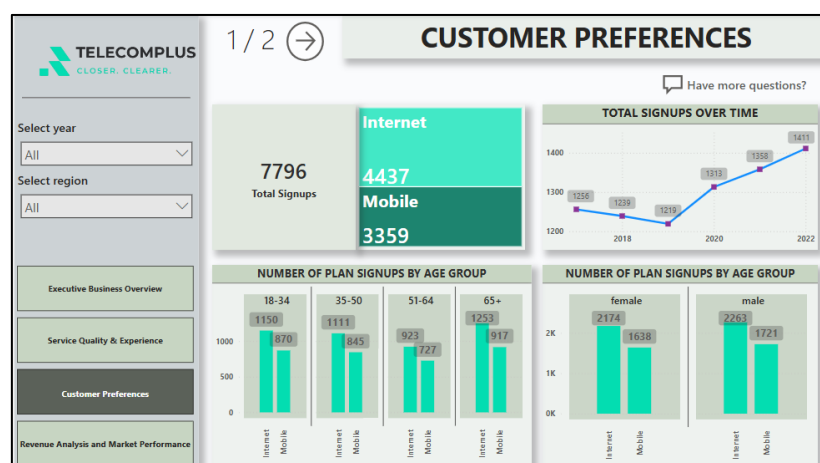 TELECOMPLUS
CLOSER. CLEARER.
1 / 2
CUSTOMER PREFERENCES
Have more questions?
Select year
All
Select region
All
Executive Business Overview
Service Quality & Experience
Customer Preferences
Revenue Analysis and Market Performance
7796
Total Signups
Internet
4437
Mobile
3359
TOTAL SIGNUPS OVER TIME
1400
1300
1200
1256
1239
1219
1313
1358
1411
2018
2020
2022
NUMBER OF PLAN SIGNUPS BY AGE GROUP
18-34
35-50
51-64
65+
1000
500
0
1150
870
1111
845
923
727
1253
917
Internet
Mobile
Internet
Mobile
Internet
Mobile
Internet
Mobile
NUMBER OF PLAN SIGNUPS BY AGE GROUP
female
male
2K
1K
0K
2174
1638
2263
1721
Internet
Mobile
Internet
Mobile